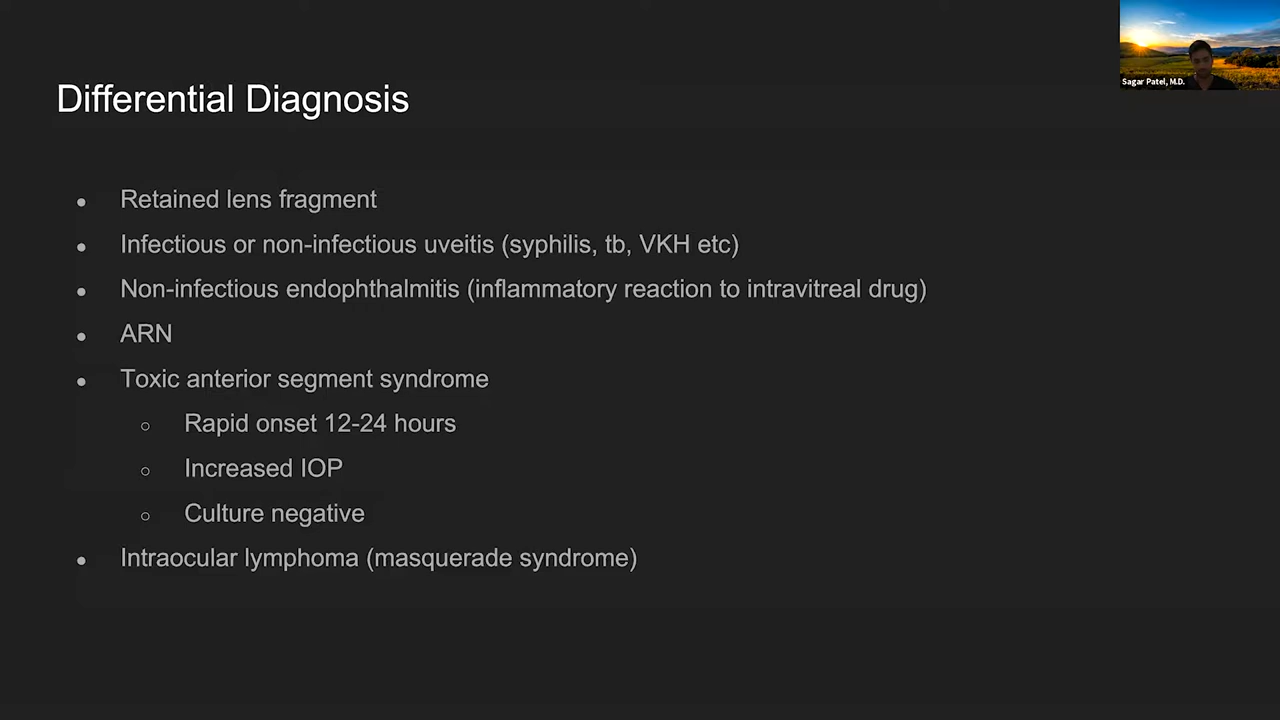 Sagar Patel, M.D.
Differential Diagnosis
● Retained lens fragment
● Infectious or non-infectious uveitis (syphilis, tb, VKH etc)
● Non-infectious endophthalmitis (inflammatory reaction to intravitreal drug)
● ARN
● Toxic anterior segment syndrome
○ Rapid onset 12-24 hours
○ Increased IOP
○ Culture negative
● Intraocular lymphoma (masquerade syndrome)